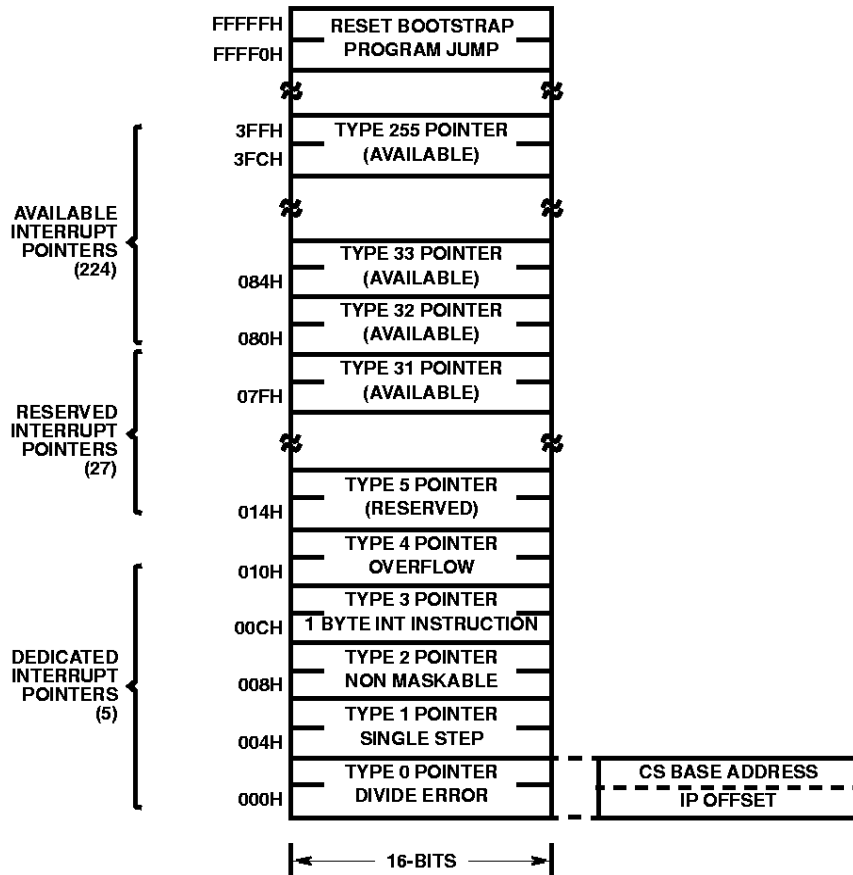 FFFFFH
RESET BOOTSTRAP
FFFF0H
PROGRAM JUMP
3FFH
TYPE 255 POINTER
3FCH
(AVAILABLE)
AVAILABLE
INTERRUPT
POINTERS
(224)
TYPE 33 POINTER
084H
(AVAILABLE)
TYPE 32 POINTER
080H
(AVAILABLE)
TYPE 31 POINTER
07FH
(AVAILABLE)
RESERVED
INTERRUPT
POINTERS
(27)
TYPE 5 POINTER
014H
(RESERVED)
TYPE 4 POINTER
010H
OVERFLOW
TYPE 3 POINTER
00CH
1 BYTE INT INSTRUCTION
DEDICATED
INTERRUPT
POINTERS
(5)
TYPE 2 POINTER
008H
NON MASKABLE
TYPE 1 POINTER
004H
SINGLE STEP
TYPE 0 POINTER
000H
DIVIDE ERROR
CS BASE ADDRESS
IP OFFSET
16-BITS